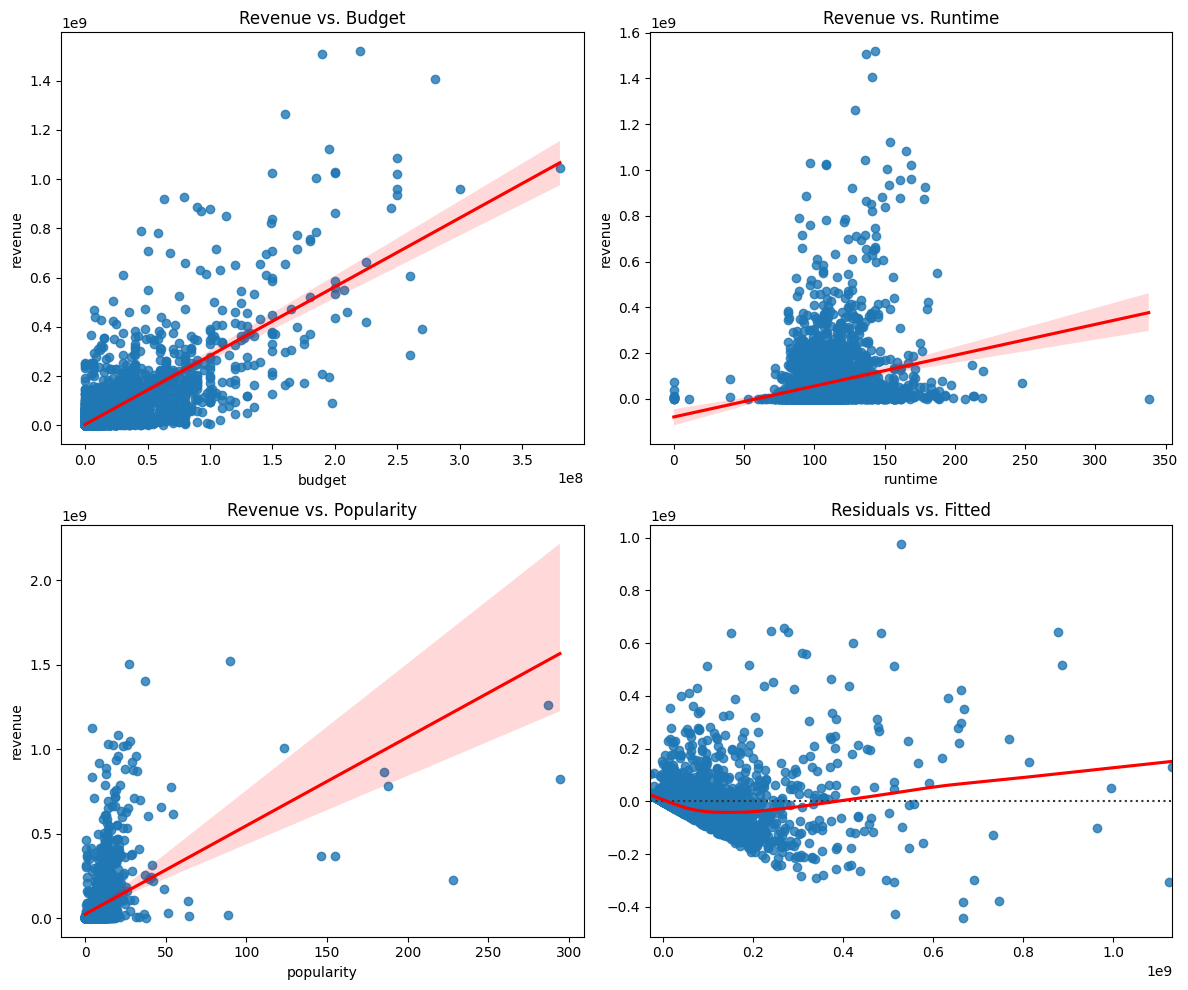 Revenue vs. Budget
1e9
revenue
1.4
1.2
1.0
0.8
0.6
0.4
0.2
0.0
0.0 0.5 1.0 1.5 2.0 2.5 3.0 3.5
1e8
budget
Revenue vs. Runtime
1e9
revenue
1.6
1.4
1.2
1.0
0.8
0.6
0.4
0.2
0.0
0 50 100 150 200 250 300 350
runtime
Revenue vs. Popularity
1e9
revenue
2.0
1.5
1.0
0.5
0.0
0 50 100 150 200 250 300
popularity
Residuals vs. Fitted
1e9
1.0
0.8
0.6
0.4
0.2
0.0
−0.2
−0.4
0.0 0.2 0.4 0.6 0.8 1.0
1e9